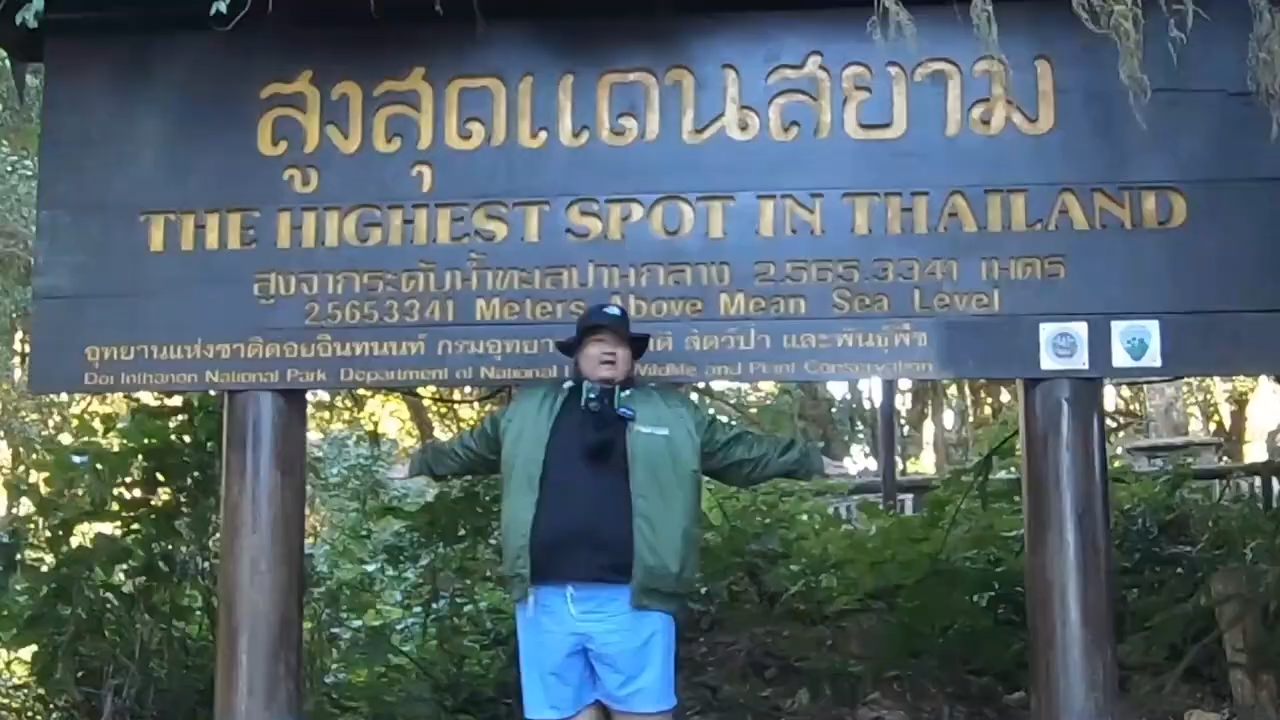 สูงสุดแดนสยาม
THE HIGHEST SPOT IN THAILAND
สูงจากระดับน้ำทะเลปานกลาง 2,565.3341 เมตร
2,565.3341 Meters Above Mean Sea Level
อุทยานแห่งชาติดอยอินทนนท์ กรมอุทยาน สัตว์ป่า และพันธุ์พืช
Doi Inthanon National Park Department of National Wildlife and Plant Conservation